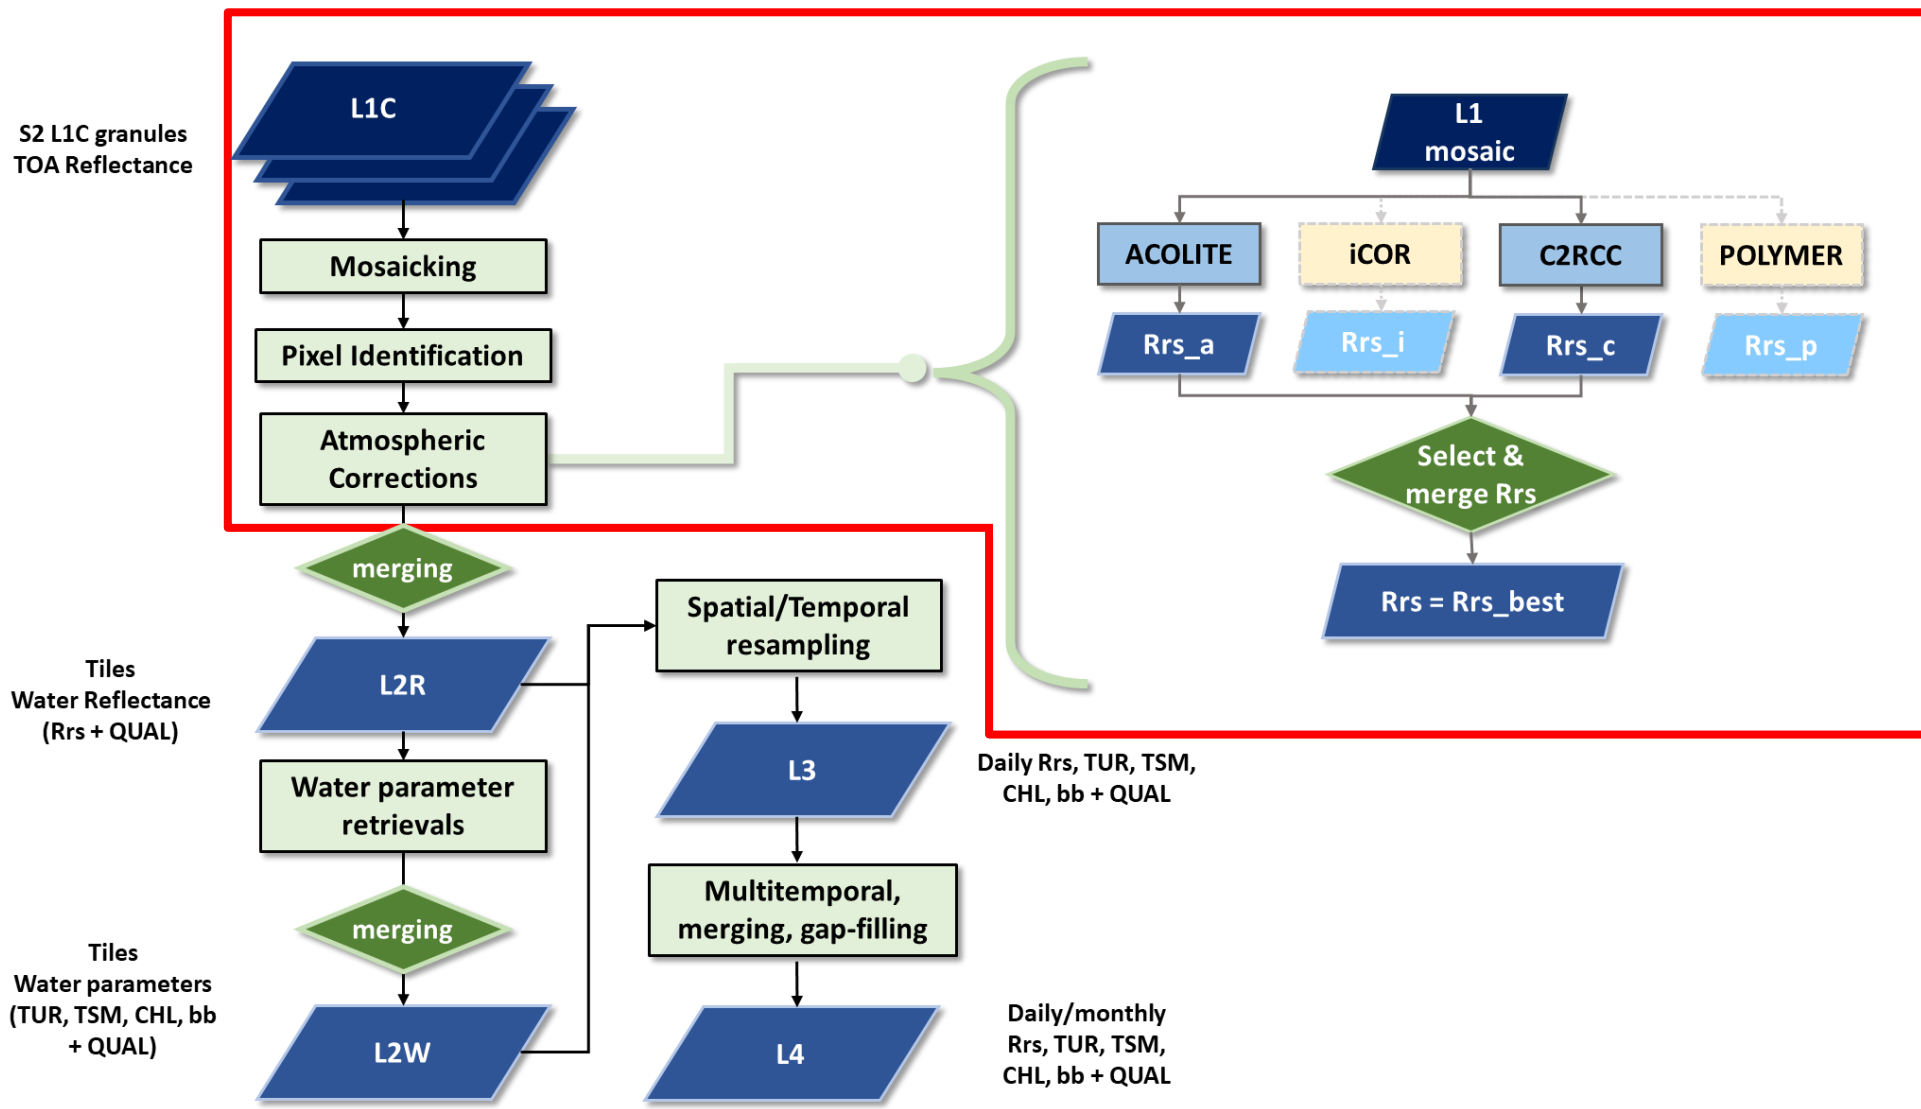 S2 L1C granules
TOA Reflectance
L1C
Mosaicking
Pixel Identification
Atmospheric
Corrections
merging
Tiles
Water Reflectance
(Rrs + QUAL)
L2R
Water parameter
retrievals
merging
Tiles
Water parameters
(TUR, TSM, CHL, bb
+ QUAL)
L2W
Spatial/Temporal
resampling
L3
Daily Rrs, TUR, TSM,
CHL, bb + QUAL
Multitemporal,
merging, gap-filling
L4
Daily/monthly
Rrs, TUR, TSM,
CHL, bb + QUAL
L1
mosaic
ACOLITE
iCOR
C2RCC
POLYMER
Rrs_a
Rrs_i
Rrs_c
Rrs_p
Select &
merge Rrs
Rrs = Rrs_best